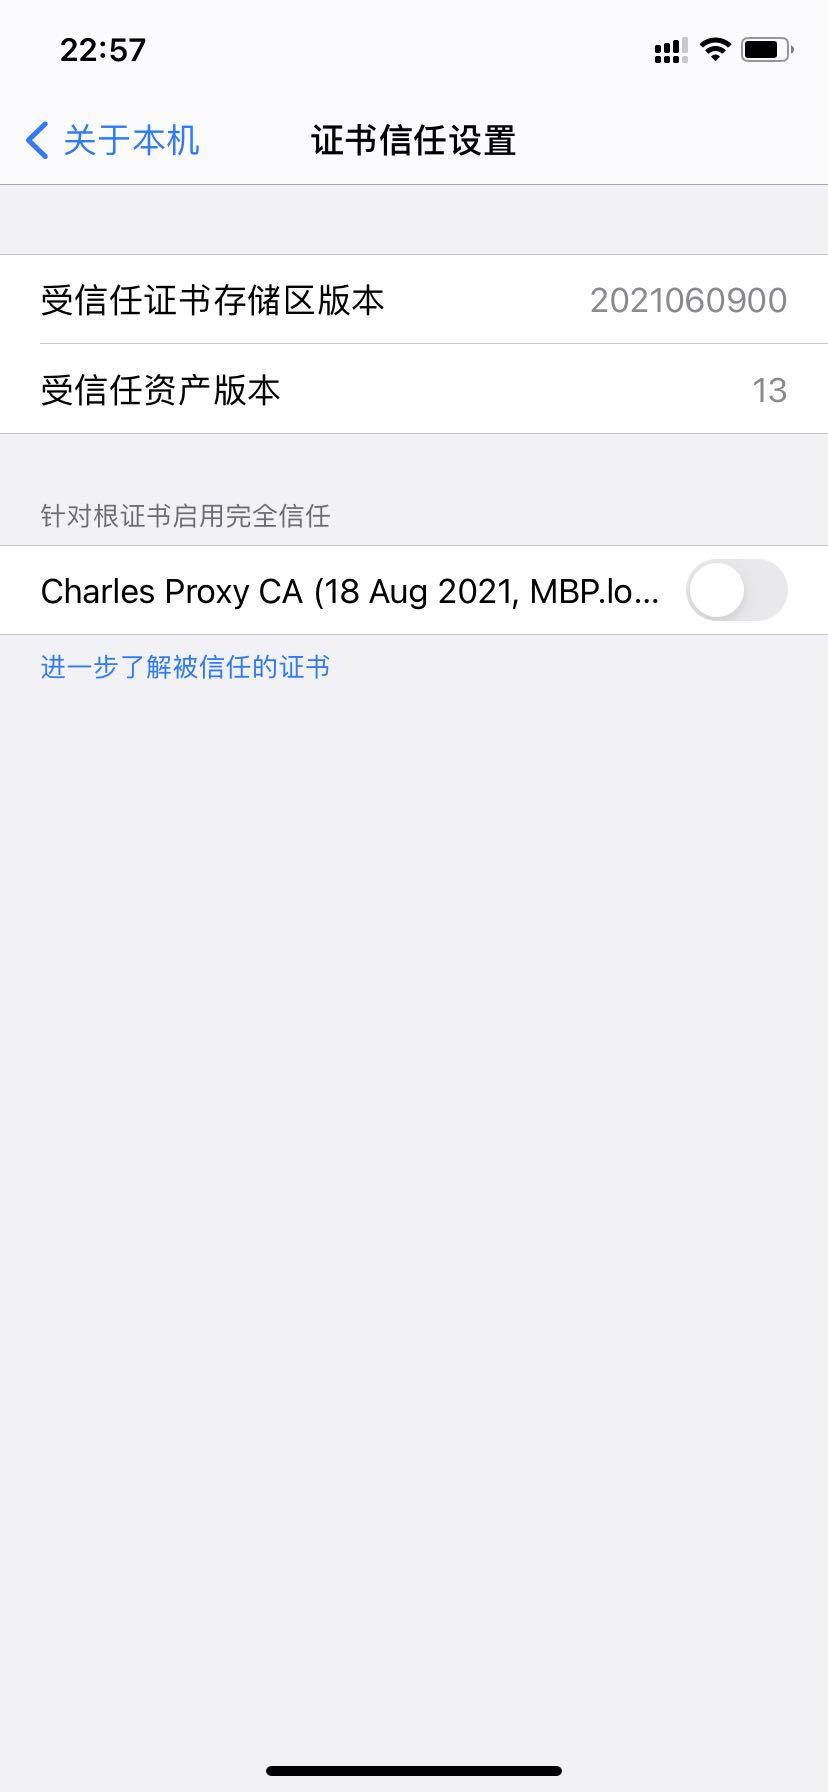 22:57
关于本机
证书信任设置
受信任证书存储区版本 2021060900
受信任资产版本 13
针对根证书启用完全信任
Charles Proxy CA (18 Aug 2021, MBP.lo...
进一步了解被信任的证书